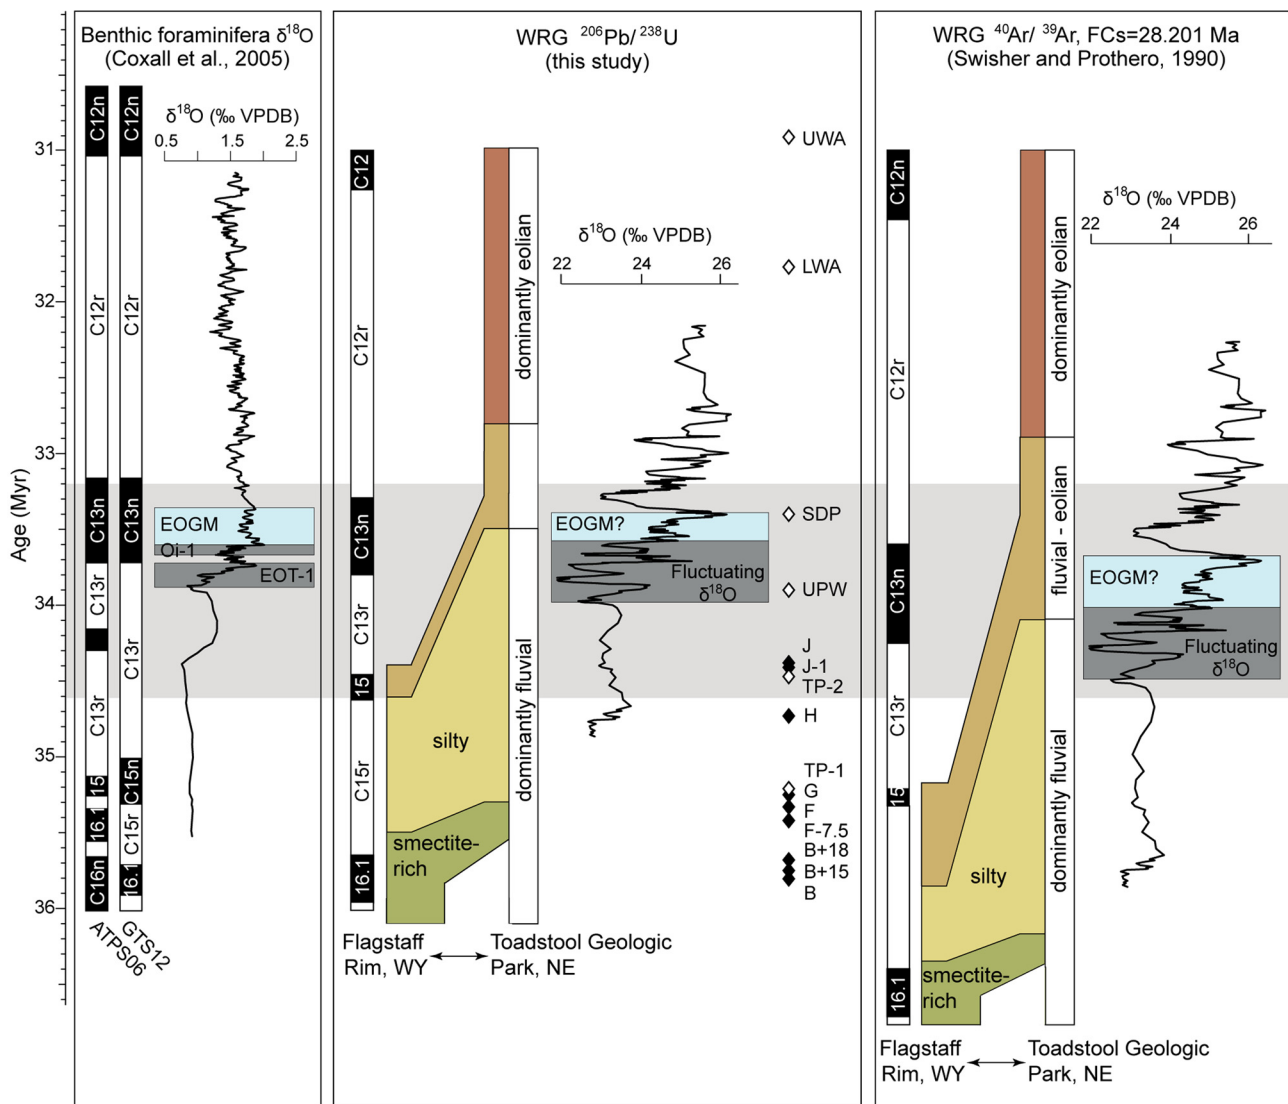 Benthic foraminifera δ18O
(Coxall et al., 2005)
WRG 206Pb/ 238U
(this study)
WRG 40Ar/ 39Ar, FCs=28.201 Ma
(Swisher and Prothero, 1990)
Age (Myr)
31
32
33
34
35
36
C12n
C12r
C13n
C13r
C13r
15
16.1
C16n
ATPS06
C12n
C12r
C13n
C13r
C15n
C15r
16.1
GTS12
δ18O (‰ VPDB)
0.5 1.5 2.5
EOGM
Oi-1
EOT-1
C12
C12r
C13n
C13r
15
C15r
16.1
silty
smectite-
rich
dominantly eolian
dominantly fluvial
δ18O (‰ VPDB)
22 24 26
EOGM?
Fluctuating
δ18O
UWA
LWA
SDP
UPW
J
J-1
TP-2
H
TP-1
G
F
F-7.5
B+18
B+15
B
Flagstaff
Rim, WY
Toadstool Geologic
Park, NE
C12n
C12r
C13n
C13r
15
16.1
silty
smectite-
rich
dominantly eolian
fluvial - eolian
dominantly fluvial
δ18O (‰ VPDB)
22 24 26
EOGM?
Fluctuating
δ18O
Flagstaff
Rim, WY
Toadstool Geologic
Park, NE